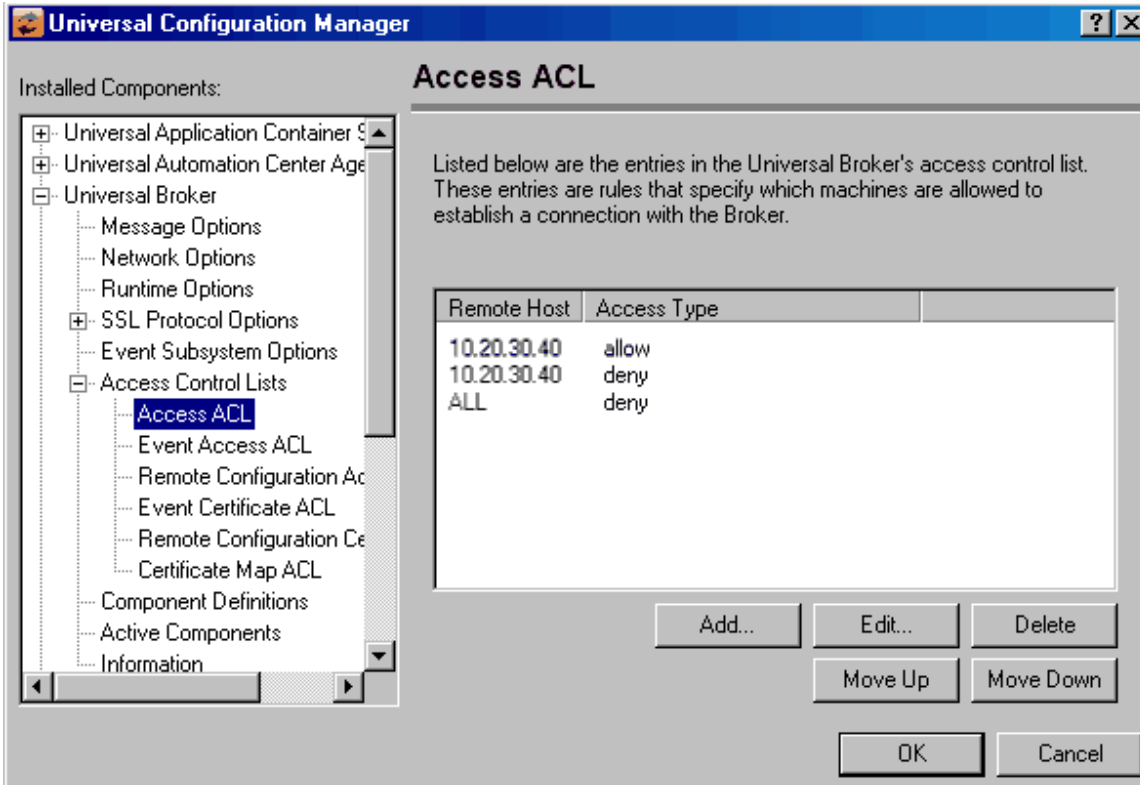 Universal Configuration Manager
Installed Components:
Universal Application Container S
Universal Automation Center Age
Universal Broker
Message Options
Network Options
Runtime Options
SSL Protocol Options
Event Subsystem Options
Access Control Lists
Access ACL
Event Access ACL
Remote Configuration Ac
Event Certificate ACL
Remote Configuration Ce
Certificate Map ACL
Component Definitions
Active Components
Information
Access ACL
Listed below are the entries in the Universal Broker's access control list.
These entries are rules that specify which machines are allowed to
establish a connection with the Broker.
Remote Host Access Type
10.20.30.40 allow
10.20.30.40 deny
ALL deny
Add... Edit... Delete
Move Up Move Down
OK Cancel